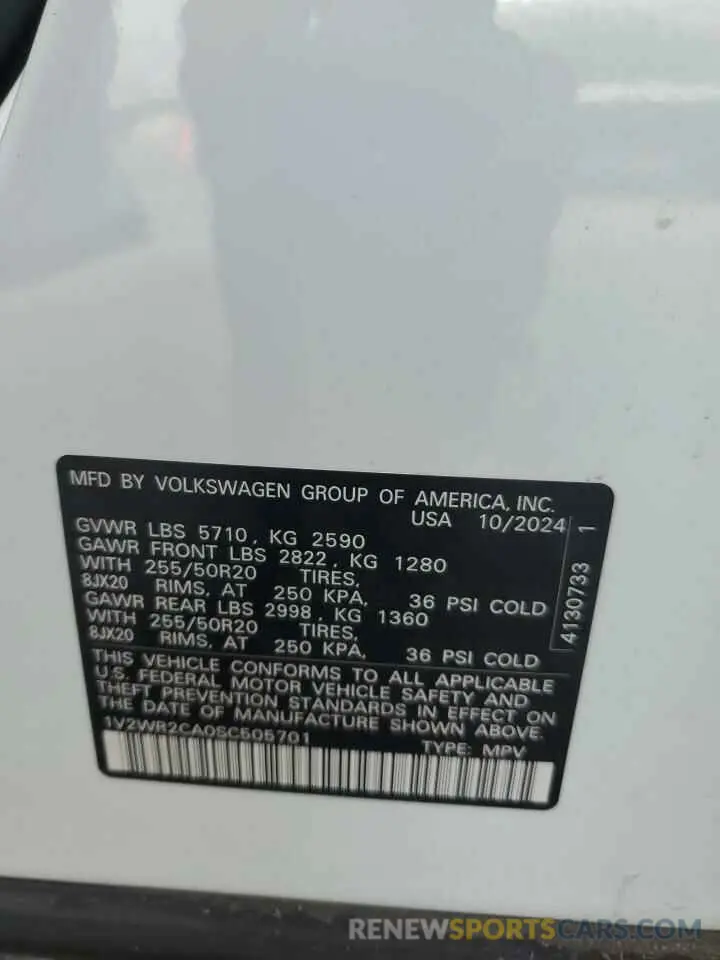 MFD BY VOLKSWAGEN GROUP OF AMERICA, INC.
USA 10/2024
GVWR LBS 5710, KG 2590
GAWR FRONT LBS 2822, KG 1280
WITH 255/50R20 TIRES,
8JX20 RIMS, AT 250 KPA, 36 PSI COLD
GAWR REAR LBS 2998, KG 1360
WITH 255/50R20 TIRES,
8JX20 RIMS, AT 250 KPA, 36 PSI COLD
THIS VEHICLE CONFORMS TO ALL APPLICABLE
U.S. FEDERAL MOTOR VEHICLE SAFETY AND
THEFT PREVENTION STANDARDS IN EFFECT ON
THE DATE OF MANUFACTURE SHOWN ABOVE.
1V2WR2CA0SC505701 TYPE: MPV
4130733 1
RENEWSPORTSCARS.COM